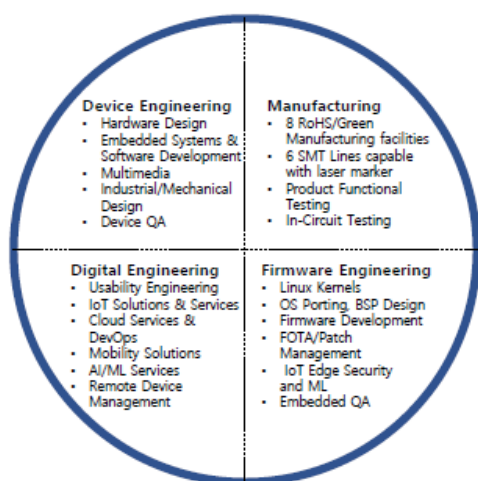 Device Engineering
• Hardware Design
• Embedded Systems &
Software Development
• Multimedia
• Industrial/Mechanical
Design
• Device QA
Manufacturing
• 8 RoHS/Green
Manufacturing facilities
• 6 SMT Lines capable
with laser marker
• Product Functional
Testing
• In-Circuit Testing
Digital Engineering
• Usability Engineering
• IoT Solutions & Services
• Cloud Services &
DevOps
• Mobility Solutions
• AI/ML Services
• Remote Device
Management
Firmware Engineering
• Linux Kernels
• OS Porting, BSP Design
• Firmware Development
• FOTA/Patch
Management
• IoT Edge Security
and ML
• Embedded QA